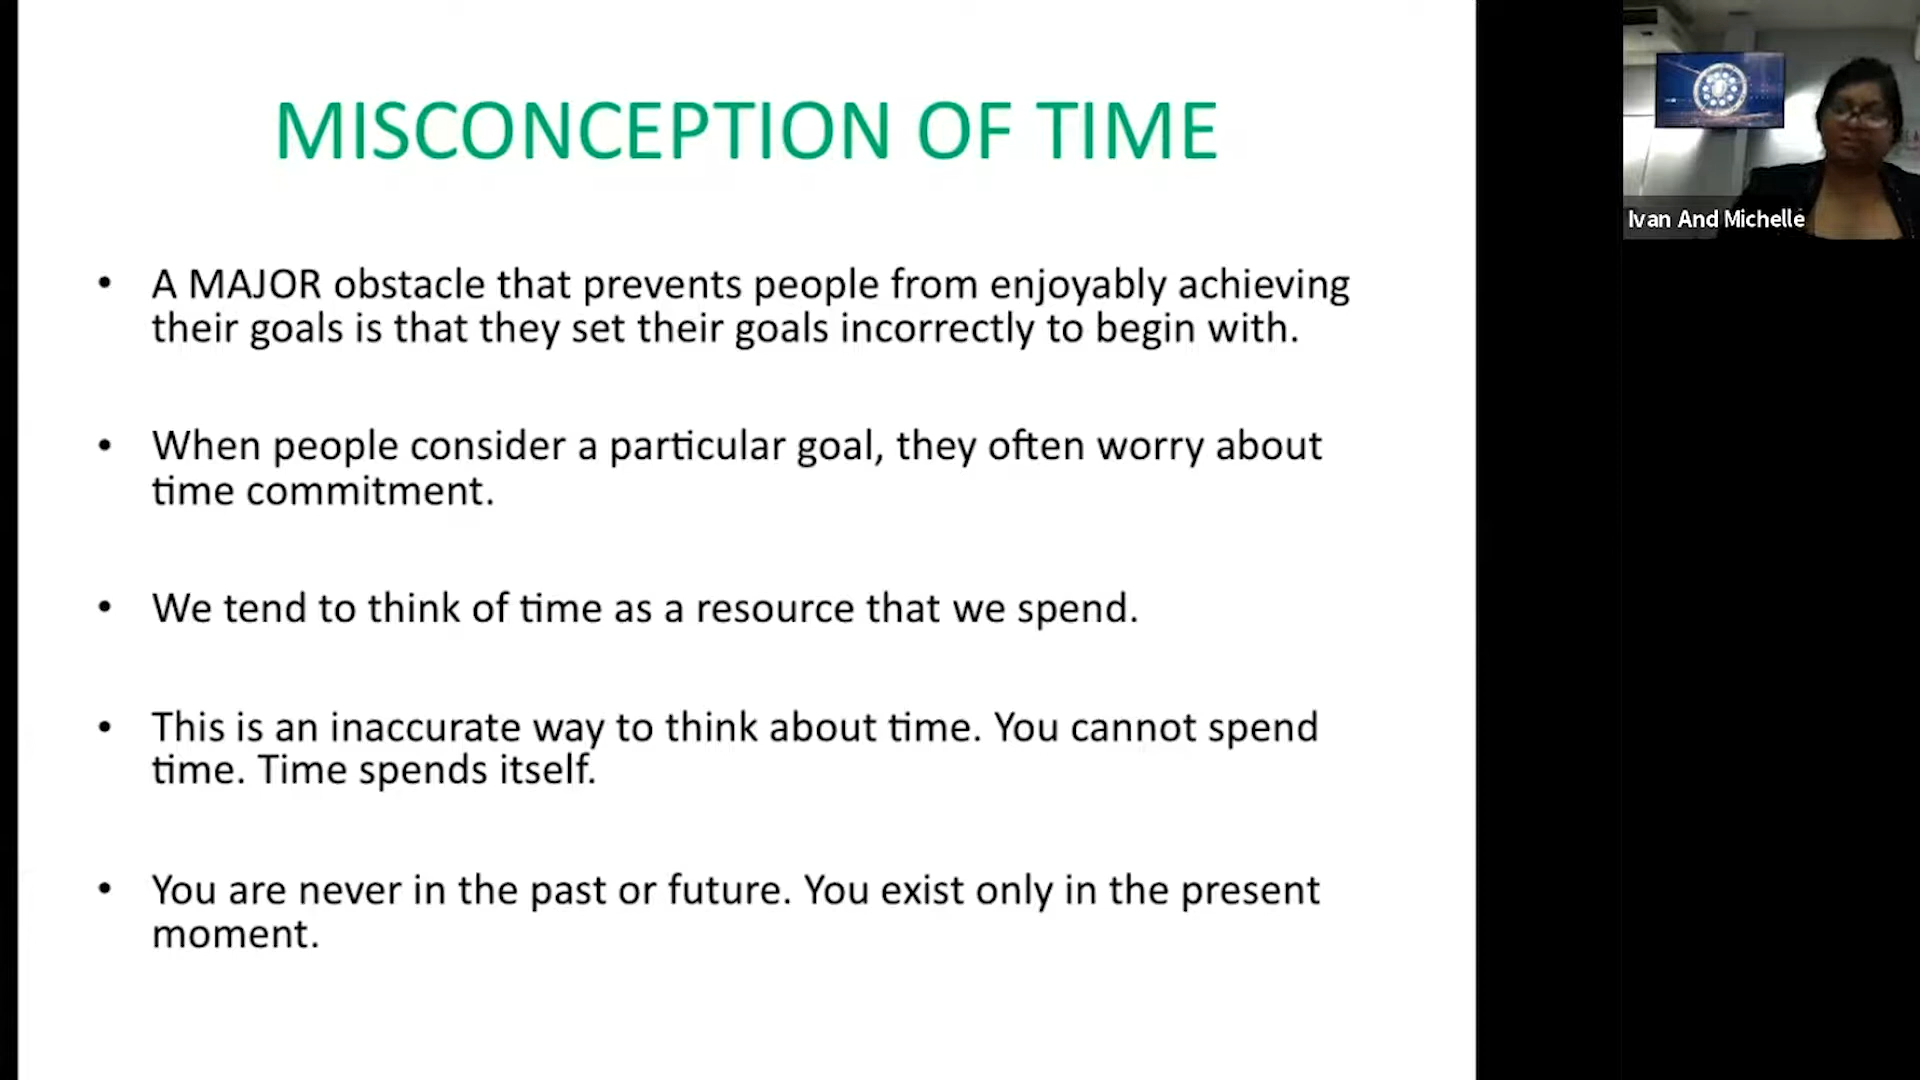 MISCONCEPTION OF TIME
• A MAJOR obstacle that prevents people from enjoyably achieving
their goals is that they set their goals incorrectly to begin with.
• When people consider a particular goal, they often worry about
time commitment.
• We tend to think of time as a resource that we spend.
• This is an inaccurate way to think about time. You cannot spend
time. Time spends itself.
• You are never in the past or future. You exist only in the present
moment.
Ivan And Michelle